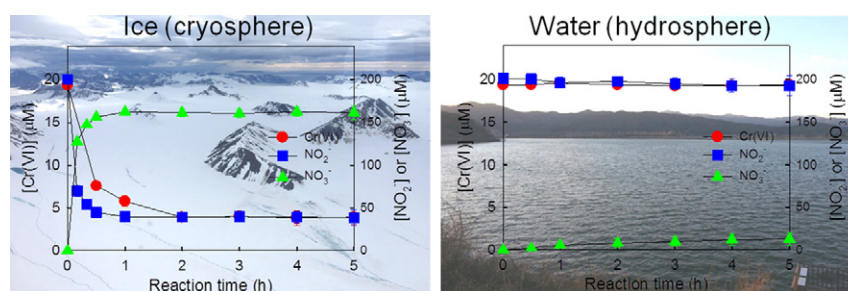 Ice (cryosphere)
20
15
10
5
0
[Cr(VI)] (μM)
200
150
100
50
0
[NO₂⁻] or [NO₃⁻] (μM)
Cr(VI)
NO₂⁻
NO₃⁻
0 1 2 3 4 5
Reaction time (h)
Water (hydrosphere)
20
15
10
5
0
[Cr(VI)] (μM)
200
150
100
50
0
[NO₂⁻] or [NO₃⁻] (μM)
Cr(VI)
NO₂⁻
NO₃⁻
0 1 2 3 4 5
Reaction time (h)